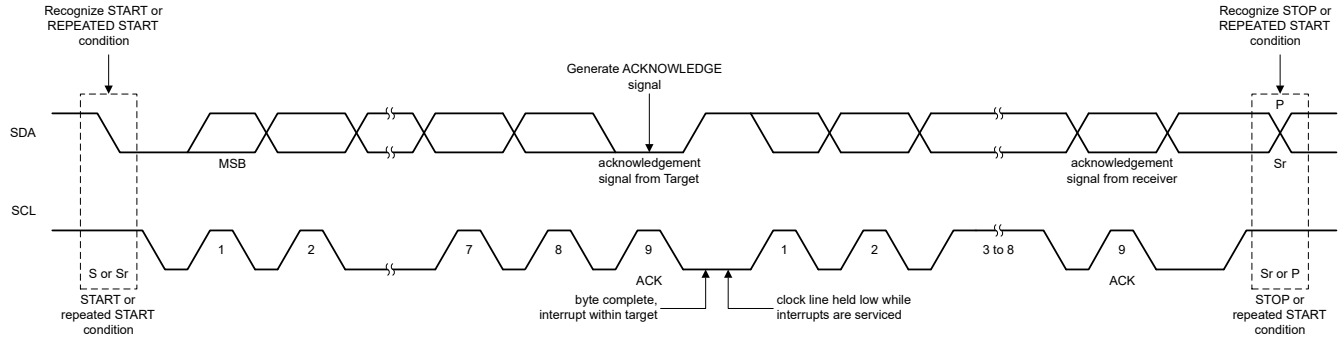 Recognize START or
REPEATED START
condition
Recognize STOP or
REPEATED START
condition
Generate ACKNOWLEDGE
signal
P
SDA
MSB
acknowledgement
signal from Target
acknowledgement
signal from receiver
Sr
SCL
1
2
7
8
9
1
2
3 to 8
9
S or Sr
ACK
ACK
Sr or P
START or
repeated START
condition
byte complete,
interrupt within target
clock line held low while
interrupts are serviced
STOP or
repeated START
condition